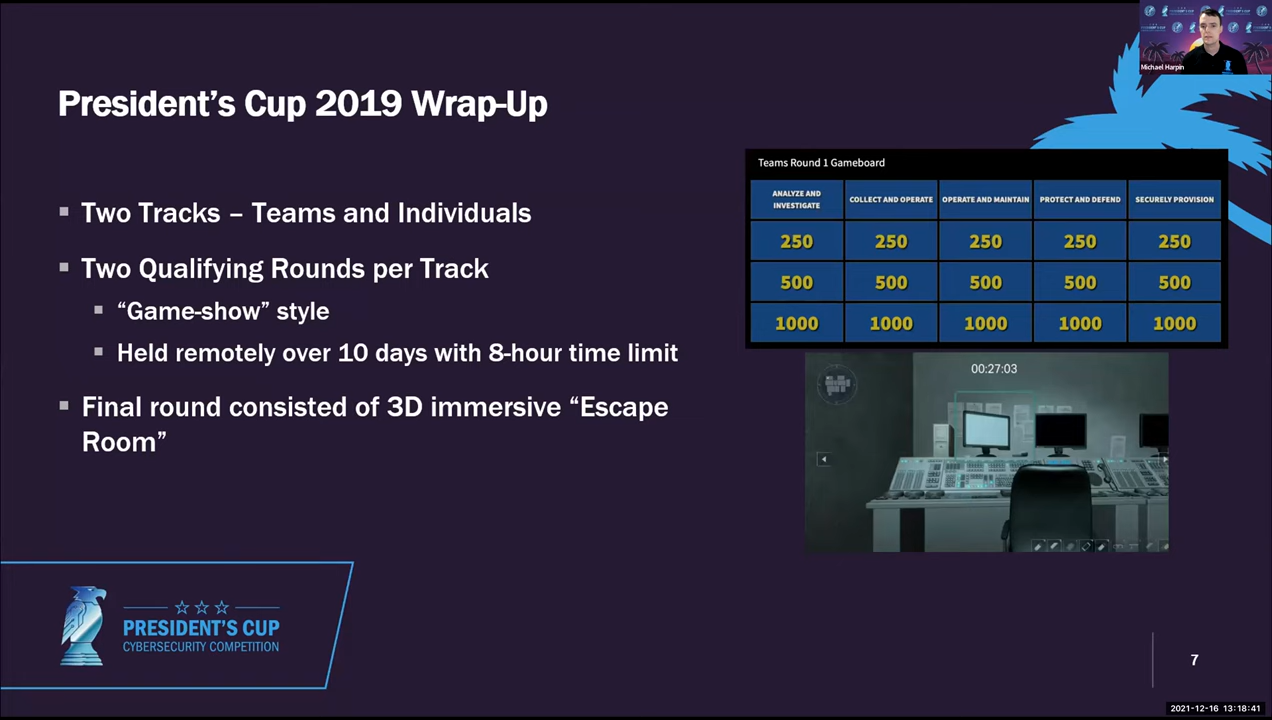 Michael Harpin
President's Cup 2019 Wrap-Up
Two Tracks – Teams and Individuals
Two Qualifying Rounds per Track
“Game-show” style
Held remotely over 10 days with 8-hour time limit
Final round consisted of 3D immersive “Escape
Room”
Teams Round 1 Gameboard
ANALYZE AND
INVESTIGATE
COLLECT AND OPERATE
OPERATE AND MAINTAIN
PROTECT AND DEFEND
SECURELY PROVISION
250 250 250 250 250
500 500 500 500 500
1000 1000 1000 1000 1000
00:27:03
PRESIDENT'S CUP
CYBERSECURITY COMPETITION
7
2021-12-16 13:18:41